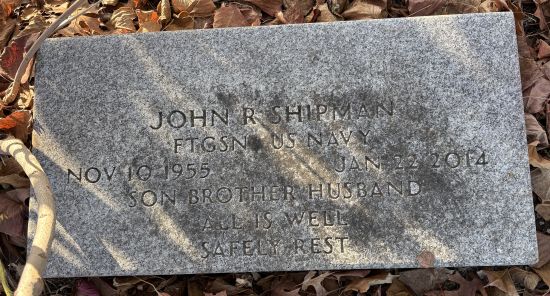 JOHN R SHIPMAN
FTGSN US NAVY
NOV 10 1955 JAN 22 2014
SON BROTHER HUSBAND
ALL IS WELL
SAFELY REST